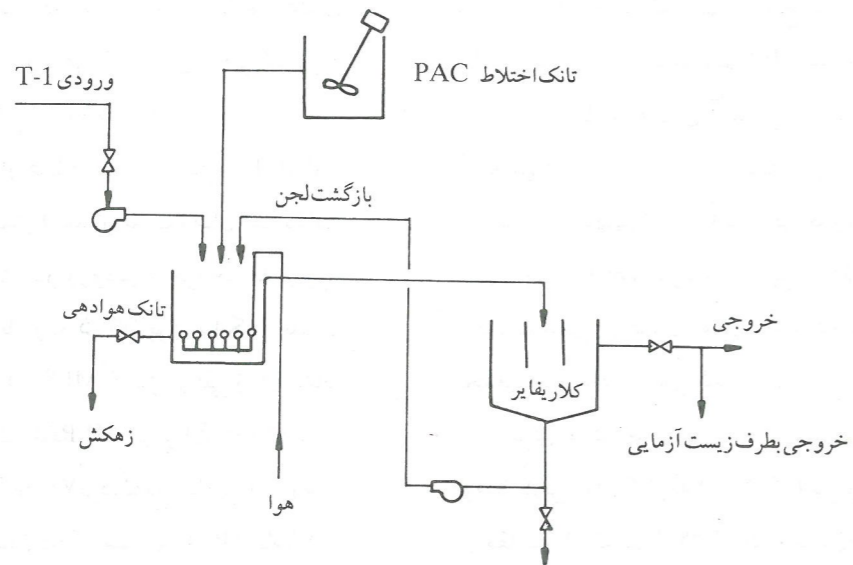 تانک اختلاط PAC
ورودی T-1
بازگشت لجن
تانک هوادهی
خروجی
کلاریفایر
زهکش
خروجی بطرف زیست آزمایی
هوا